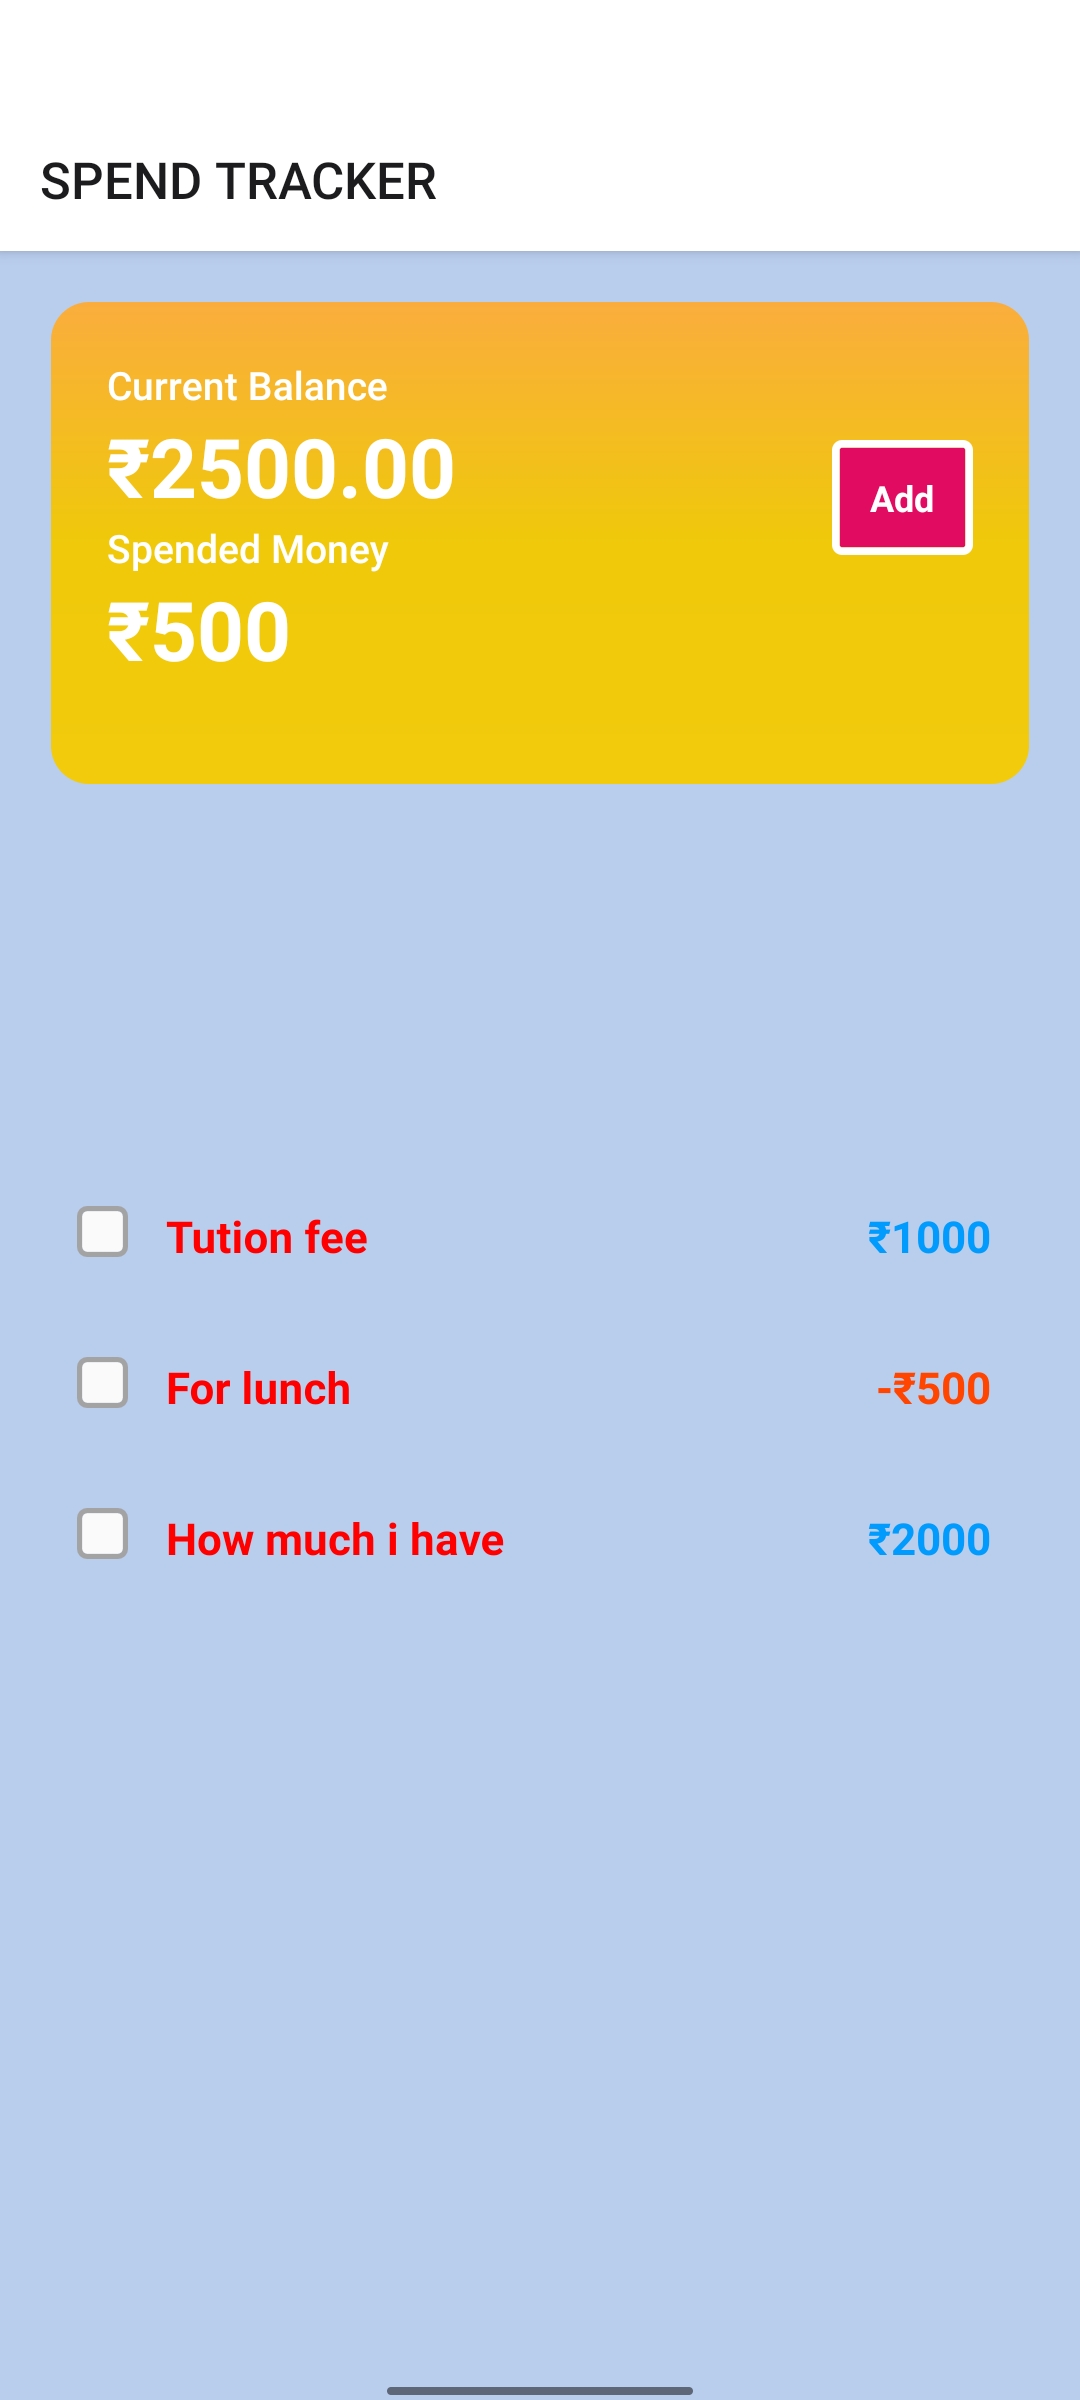 SPEND TRACKER
Current Balance
₹2500.00
Add
Spended Money
₹500
Tution fee ₹1000
For lunch -₹500
How much i have ₹2000